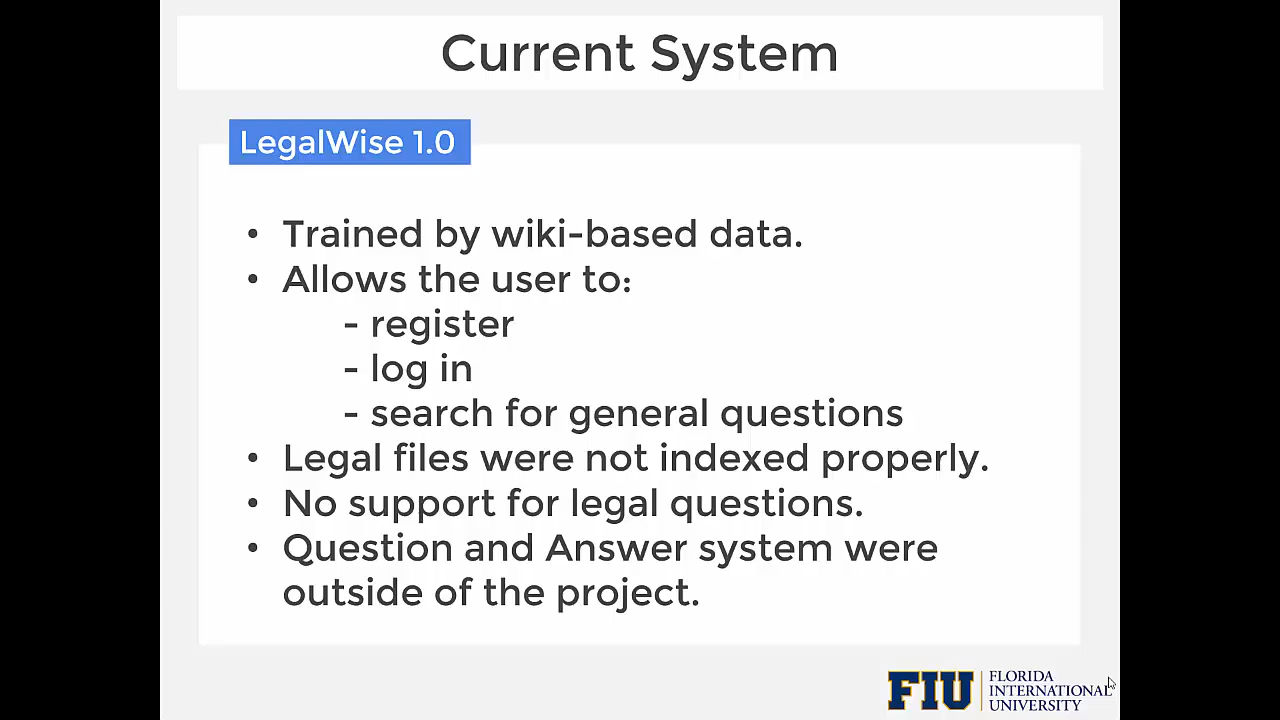 Current System
LegalWise 1.0
• Trained by wiki-based data.
• Allows the user to:
- register
- log in
- search for general questions
• Legal files were not indexed properly.
• No support for legal questions.
• Question and Answer system were
outside of the project.
FIU
FLORIDA
INTERNATIONAL
UNIVERSITY